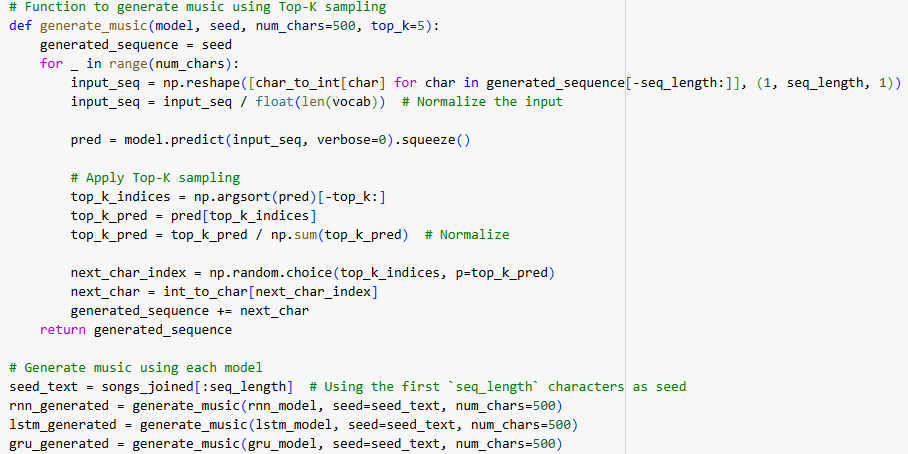 # Function to generate music using Top-K sampling
def generate_music(model, seed, num_chars=500, top_k=5):
    generated_sequence = seed
    for _ in range(num_chars):
        input_seq = np.reshape([char_to_int[char] for char in generated_sequence[-seq_length:]], (1, seq_length, 1))
        input_seq = input_seq / float(len(vocab))  # Normalize the input

        pred = model.predict(input_seq, verbose=0).squeeze()

        # Apply Top-K sampling
        top_k_indices = np.argsort(pred)[-top_k:]
        top_k_pred = pred[top_k_indices]
        top_k_pred = top_k_pred / np.sum(top_k_pred)  # Normalize

        next_char_index = np.random.choice(top_k_indices, p=top_k_pred)
        next_char = int_to_char[next_char_index]
        generated_sequence += next_char
    return generated_sequence

# Generate music using each model
seed_text = songs_joined[:seq_length]  # Using the first `seq_length` characters as seed
rnn_generated = generate_music(rnn_model, seed=seed_text, num_chars=500)
lstm_generated = generate_music(lstm_model, seed=seed_text, num_chars=500)
gru_generated = generate_music(gru_model, seed=seed_text, num_chars=500)